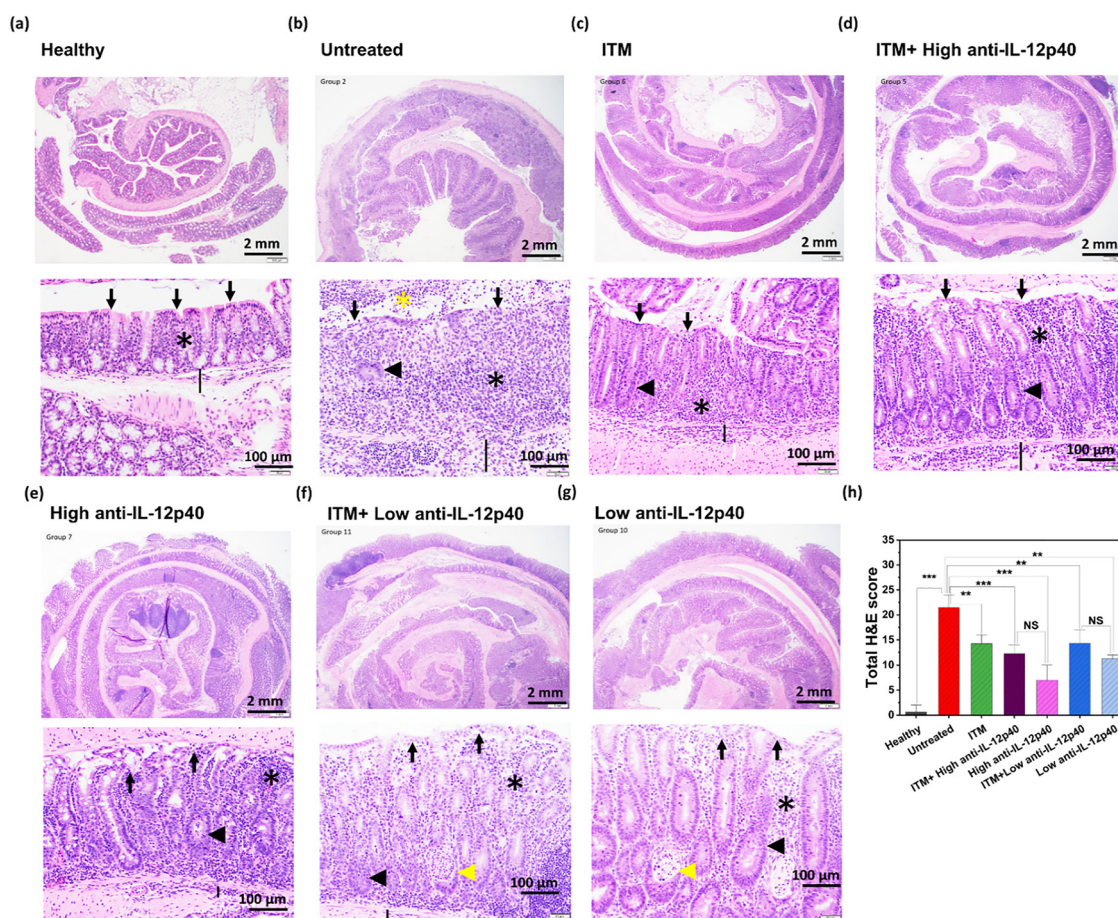 (a)
(b)
(c)
(d)
Healthy
Untreated
ITM
ITM+ High anti-IL-12p40
Group 2
Group 5
2 mm
2 mm
2 mm
2 mm
*
*
*
*
*
100 µm
100 µm
100 µm
100 µm
(e)
(f)
(g)
(h)
High anti-IL-12p40
ITM+ Low anti-IL-12p40
Low anti-IL-12p40
Group 7
Group 11
Group 10
2 mm
2 mm
2 mm
*
*
*
100 µm
100 µm
100 µm
Total H&E score
35
30
25
20
15
10
5
0
**
**
***
***
***
**
NS
NS
Healthy
Untreated
ITM
ITM+ High anti-IL-12p40
High anti-IL-12p40
ITM+Low anti-IL-12p40
Low anti-IL-12p40